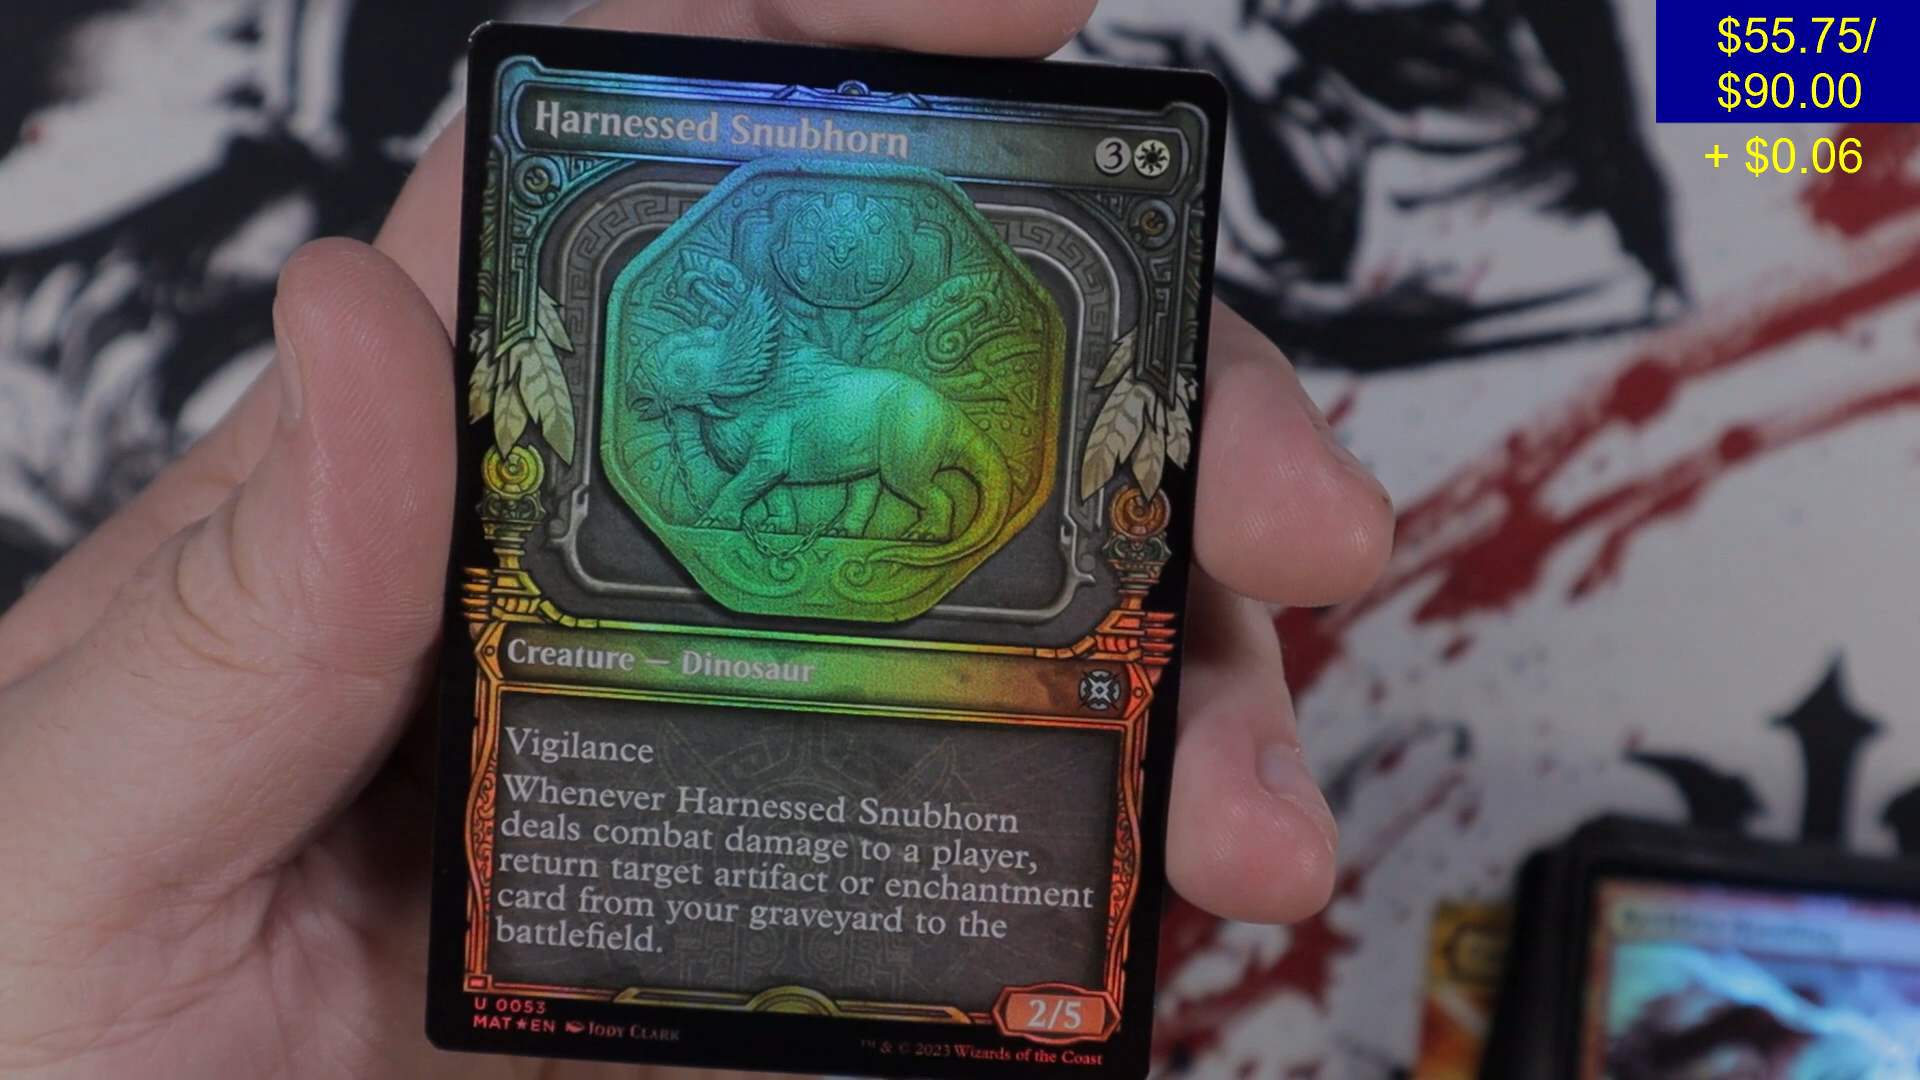 $55.75/
$90.00
+ $0.06
Harnessed Snubhorn
3
Creature — Dinosaur
Vigilance
Whenever Harnessed Snubhorn
deals combat damage to a player,
return target artifact or enchantment
card from your graveyard to the
battlefield.
2/5
U 0053
MAT★EN Jody Clark
™ & © 2023 Wizards of the Coast